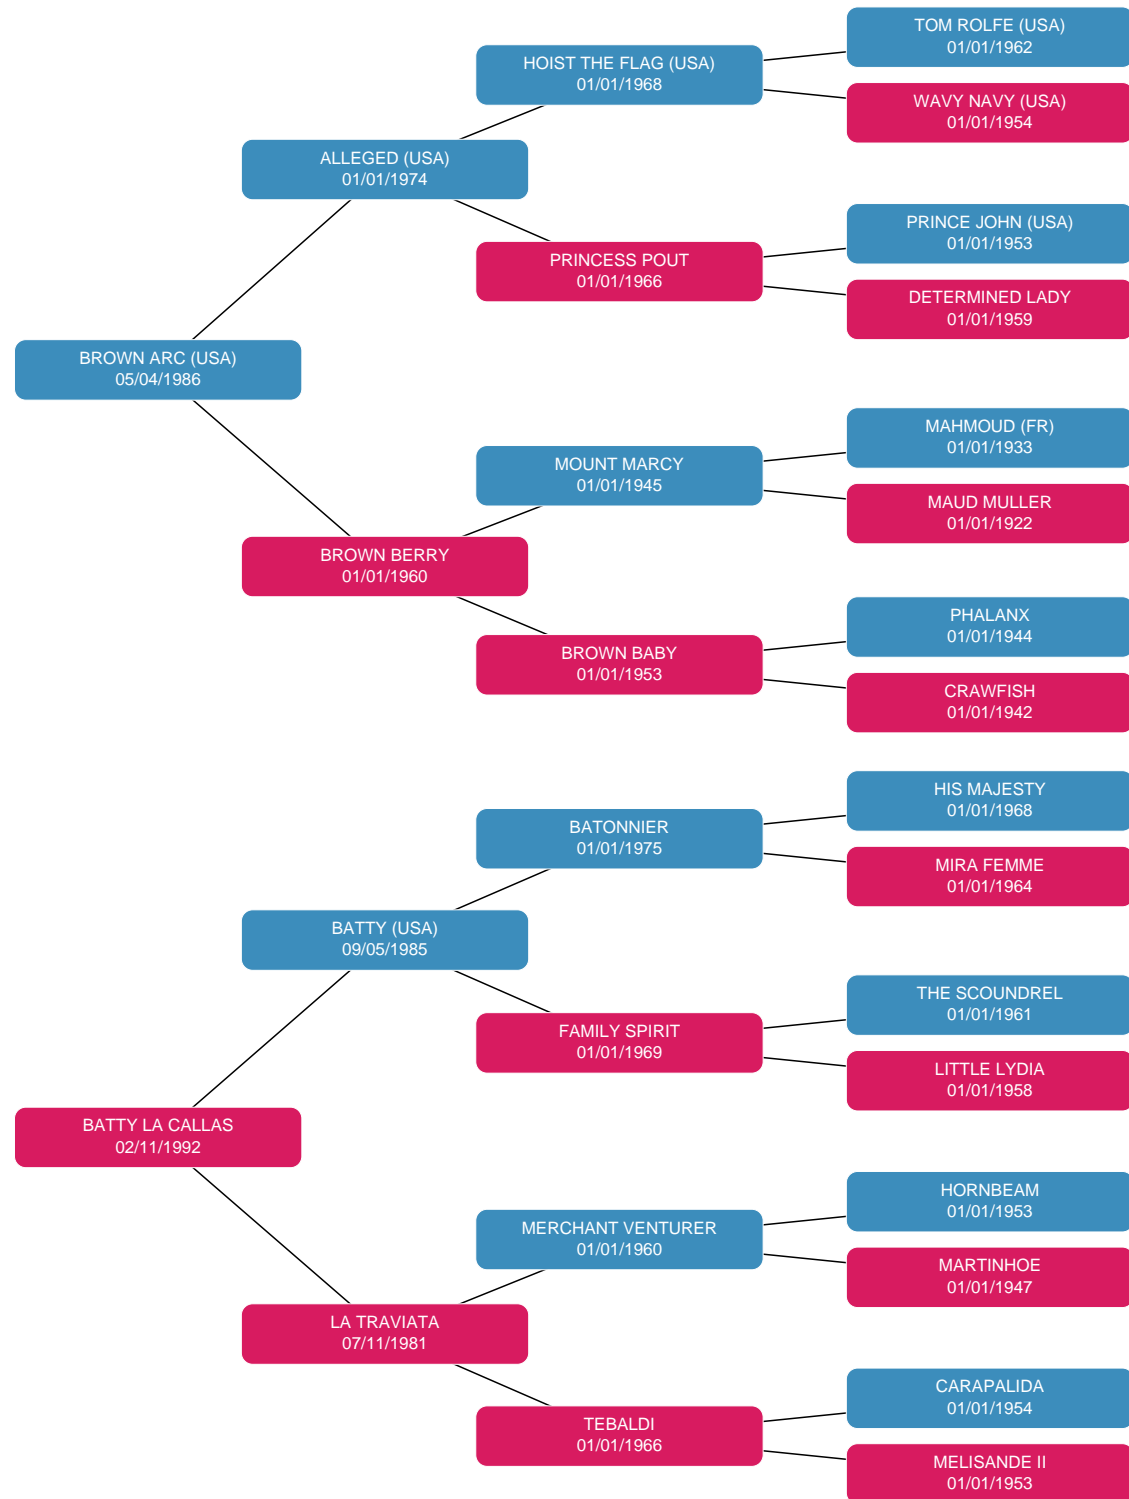 TOM ROLFE (USA)
01/01/1962
HOIST THE FLAG (USA)
01/01/1968
WAVY NAVY (USA)
01/01/1954
ALLEGED (USA)
01/01/1974
PRINCE JOHN (USA)
01/01/1953
PRINCESS POUT
01/01/1966
DETERMINED LADY
01/01/1959
BROWN ARC (USA)
05/04/1986
MAHMOUD (FR)
01/01/1933
MOUNT MARCY
01/01/1945
MAUD MULLER
01/01/1922
BROWN BERRY
01/01/1960
PHALANX
01/01/1944
BROWN BABY
01/01/1953
CRAWFISH
01/01/1942
HIS MAJESTY
01/01/1968
BATONNIER
01/01/1975
MIRA FEMME
01/01/1964
BATTY (USA)
09/05/1985
THE SCOUNDREL
01/01/1961
FAMILY SPIRIT
01/01/1969
LITTLE LYDIA
01/01/1958
BATTY LA CALLAS
02/11/1992
HORNBEAM
01/01/1953
MERCHANT VENTURER
01/01/1960
MARTINHOE
01/01/1947
LA TRAVIATA
07/11/1981
CARAPALIDA
01/01/1954
TEBALDI
01/01/1966
MELISANDE II
01/01/1953